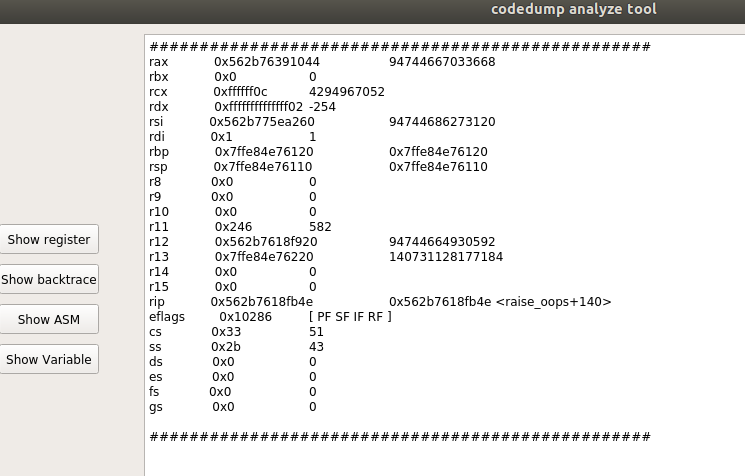 codedump analyze tool
##################################################
rax 0x562b76391044 94744667033668
rbx 0x0 0
rcx 0xffffff0c 4294967052
rdx 0xffffffffffffff02 -254
rsi 0x562b775ea260 94744686273120
rdi 0x1 1
rbp 0x7ffe84e76120 0x7ffe84e76120
rsp 0x7ffe84e76110 0x7ffe84e76110
r8 0x0 0
r9 0x0 0
r10 0x0 0
r11 0x246 582
r12 0x562b7618f920 94744664930592
r13 0x7ffe84e76220 140731128177184
r14 0x0 0
r15 0x0 0
rip 0x562b7618fb4e 0x562b7618fb4e <raise_oops+140>
eflags 0x10286 [ PF SF IF RF ]
cs 0x33 51
ss 0x2b 43
ds 0x0 0
es 0x0 0
fs 0x0 0
gs 0x0 0
##################################################
Show register
Show backtrace
Show ASM
Show Variable